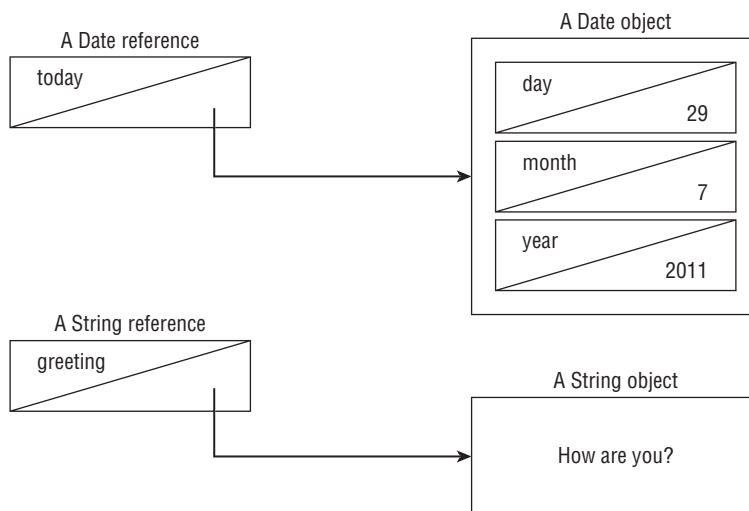 A Date reference
today
A Date object
day
29
month
7
year
2011
A String reference
greeting
A String object
How are you?